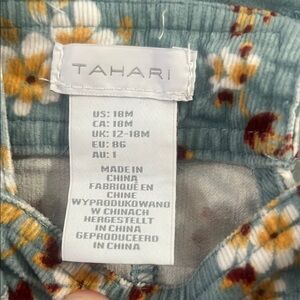 TAHARI
US: 18M
CA: 18M
UK: 12-18M
EU: 86
AU: 1
MADE IN
CHINA
FABRIQUÉ EN
CHINE
WYPRODUKOWANO
W CHINACH
HERGESTELLT
IN CHINA
GEPRODUCEERD
IN CHINA